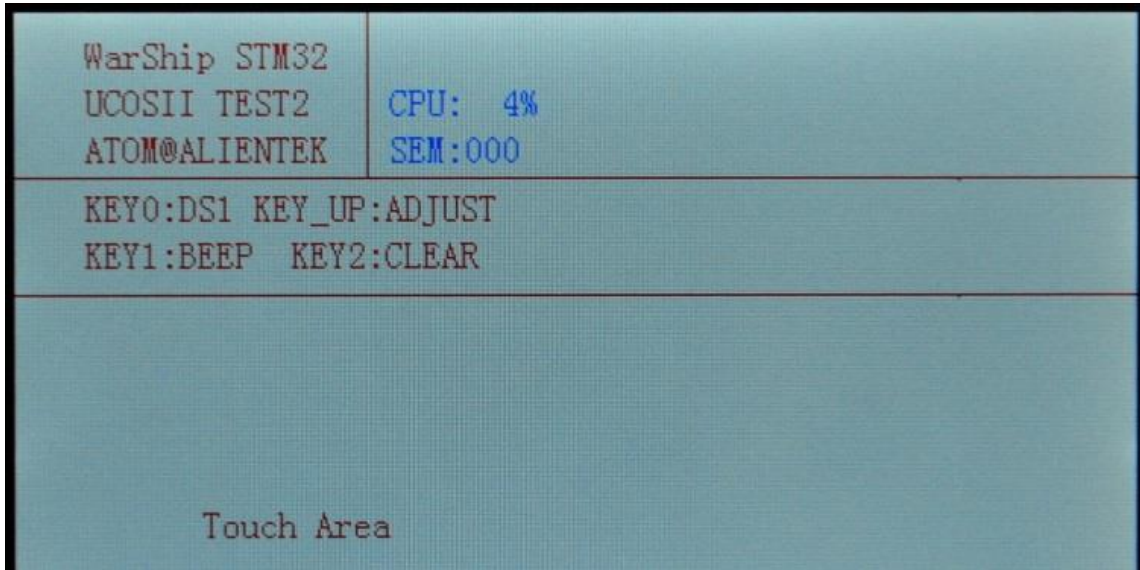 WarShip STM32
UCOSII TEST2
ATOM@ALIENTEK
CPU: 4%
SEM:000
KEY0:DS1 KEY_UP:ADJUST
KEY1:BEEP KEY2:CLEAR
Touch Area